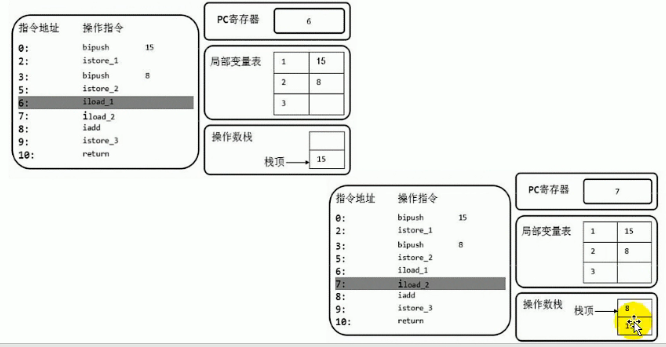 指令地址 操作指令
0: bipush 15
2: istore_1
3: bipush 8
5: istore_2
6: iload_1
7: iload_2
8: iadd
9: istore_3
10: return
PC寄存器 6
局部变量表 1 15
2 8
3
操作数栈
栈顶 15
指令地址 操作指令
0: bipush 15
2: istore_1
3: bipush 8
5: istore_2
6: iload_1
7: iload_2
8: iadd
9: istore_3
10: return
PC寄存器 7
局部变量表 1 15
2 8
3
操作数栈 栈顶 8